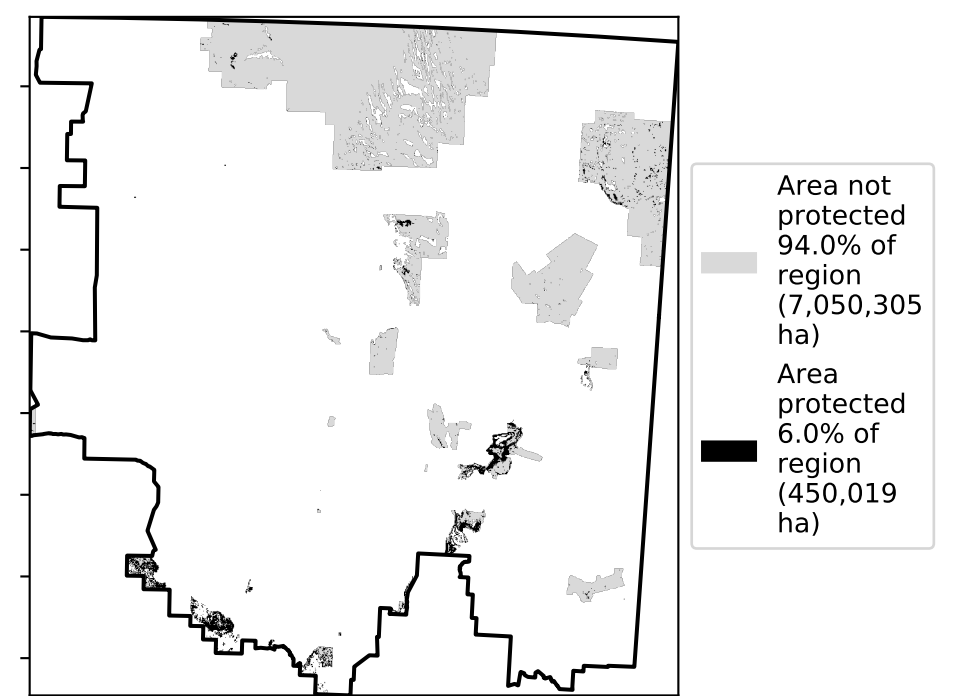 Area not
protected
94.0% of
region
(7,050,305
ha)
Area
protected
6.0% of
region
(450,019
ha)